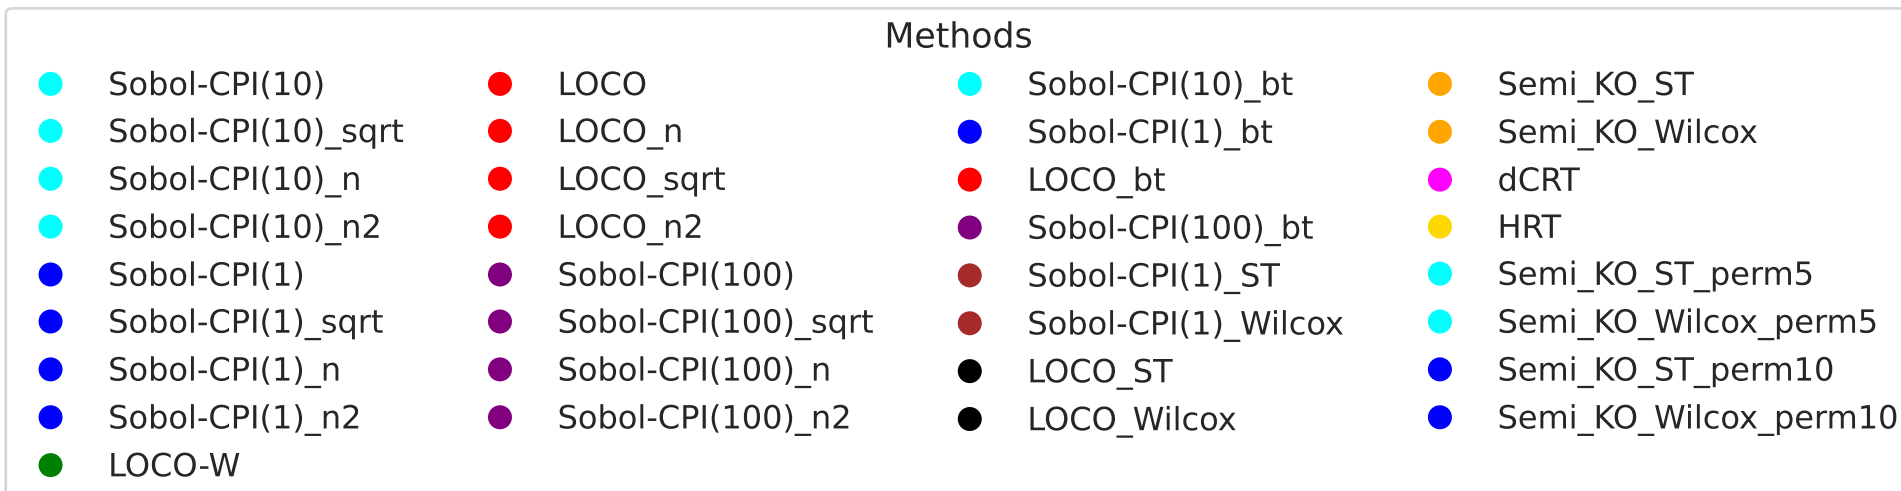 Methods
Sobol-CPI(10)
Sobol-CPI(10)_sqrt
Sobol-CPI(10)_n
Sobol-CPI(10)_n2
Sobol-CPI(1)
Sobol-CPI(1)_sqrt
Sobol-CPI(1)_n
Sobol-CPI(1)_n2
LOCO-W
LOCO
LOCO_n
LOCO_sqrt
LOCO_n2
Sobol-CPI(100)
Sobol-CPI(100)_sqrt
Sobol-CPI(100)_n
Sobol-CPI(100)_n2
Sobol-CPI(10)_bt
Sobol-CPI(1)_bt
LOCO_bt
Sobol-CPI(100)_bt
Sobol-CPI(1)_ST
Sobol-CPI(1)_Wilcox
LOCO_ST
LOCO_Wilcox
Semi_KO_ST
Semi_KO_Wilcox
dCRT
HRT
Semi_KO_ST_perm5
Semi_KO_Wilcox_perm5
Semi_KO_ST_perm10
Semi_KO_Wilcox_perm10